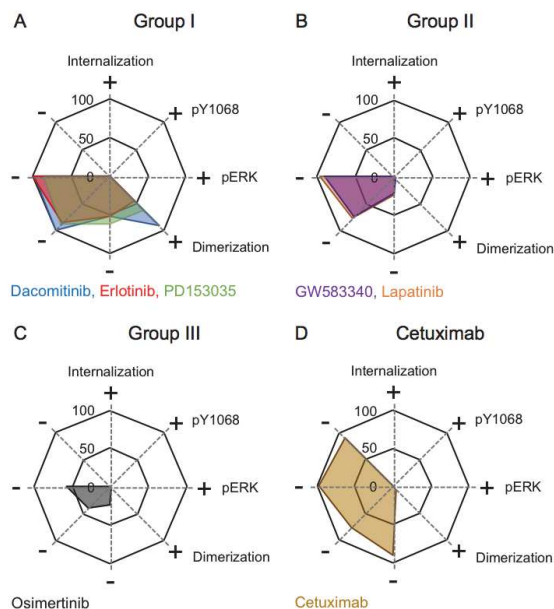 A Group I
Internalization
+
- 100 + pY1068
50
- 0 + pERK
- + Dimerization
-
Dacomitinib, Erlotinib, PD153035
B Group II
Internalization
+
- 100 + pY1068
50
- 0 + pERK
- + Dimerization
-
GW583340, Lapatinib
C Group III
Internalization
+
- 100 + pY1068
50
- 0 + pERK
- + Dimerization
-
Osimertinib
D Cetuximab
Internalization
+
- 100 + pY1068
50
- 0 + pERK
- + Dimerization
-
Cetuximab